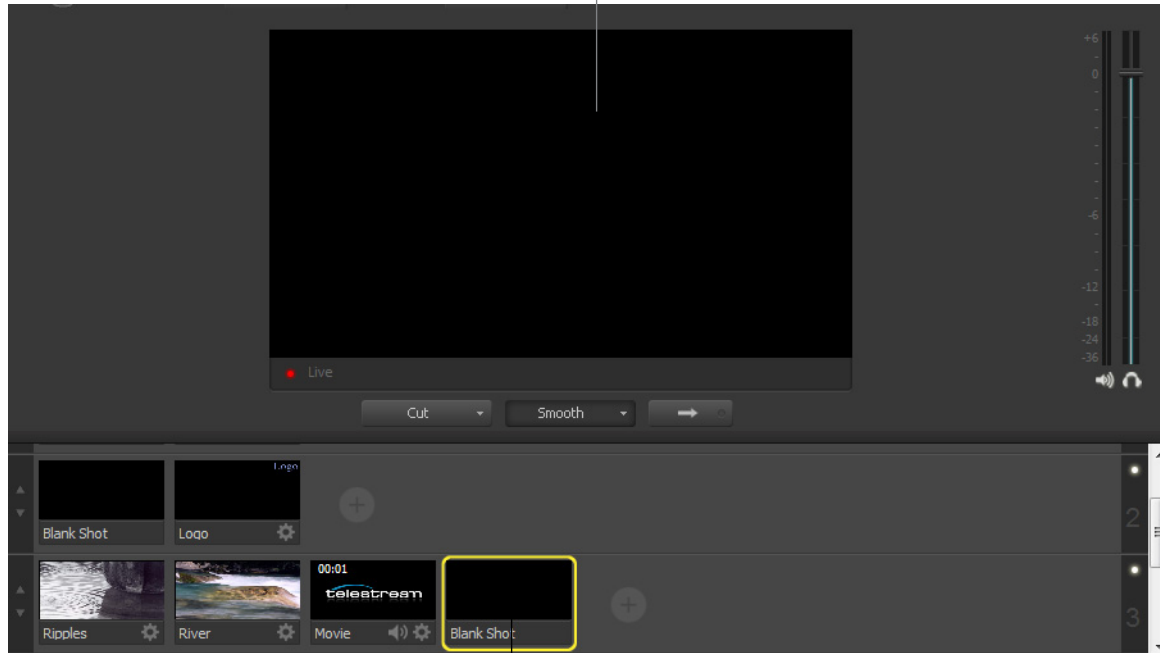 +6
0
-6
-12
-18
-24
-36
Live
Cut
Smooth
Logo
Blank Shot
Logo
2
00:01
telestream
Ripples
River
Movie
Blank Shot
3